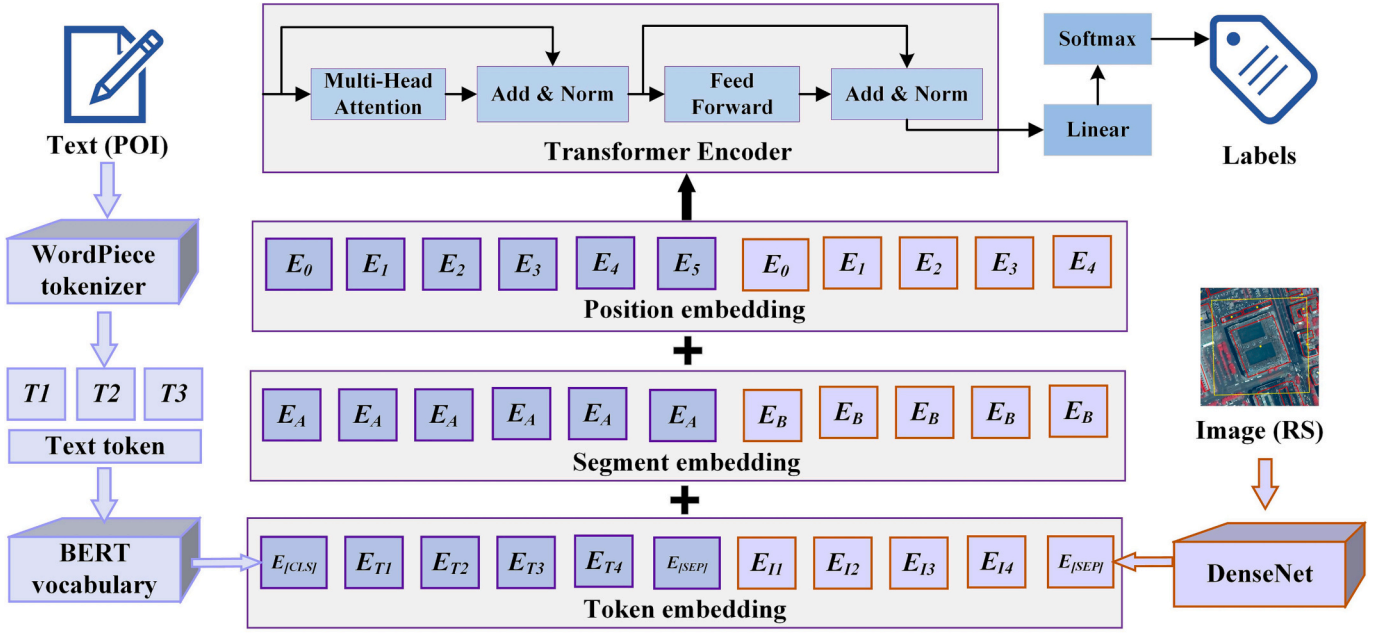 Text (POI)
WordPiece
tokenizer
T1 T2 T3
Text token
BERT
vocabulary
Multi-Head
Attention
Add & Norm
Feed
Forward
Add & Norm
Transformer Encoder
Softmax
Linear
Labels
E0 E1 E2 E3 E4 E5 E0 E1 E2 E3 E4
Position embedding
+
EA EA EA EA EA EA EB EB EB EB EB
Segment embedding
+
E[CLS] ET1 ET2 ET3 ET4 E[SEP] EI1 EI2 EI3 EI4 E[SEP]
Token embedding
Image (RS)
DenseNet